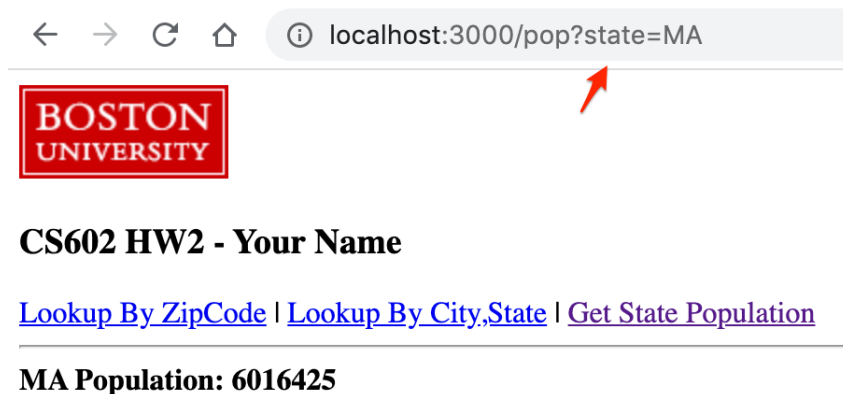 localhost:3000/pop?state=MA
BOSTON
UNIVERSITY
CS602 HW2 - Your Name
Lookup By ZipCode | Lookup By City,State | Get State Population
MA Population: 6016425